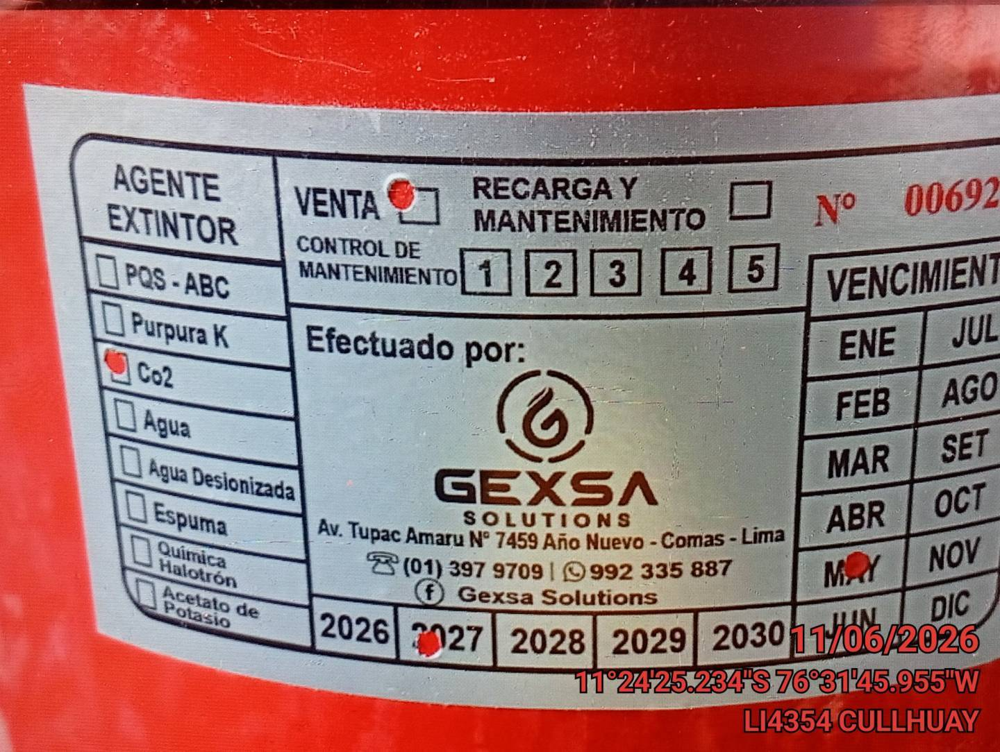 AGENTE
EXTINTOR
PQS - ABC
Purpura K
Co2
Agua
Agua Desionizada
Espuma
Química
Halotrón
Acetato de
Potasio
VENTA
RECARGA Y
MANTENIMIENTO
CONTROL DE
MANTENIMIENTO
1 2 3 4 5
Nº 00692
Efectuado por:
GEXSA
SOLUTIONS
Av. Tupac Amaru Nº 7459 Año Nuevo - Comas - Lima
(01) 397 9709 | 992 335 887
f Gexsa Solutions
2026 2027 2028 2029 2030
VENCIMIENT
ENE JUL
FEB AGO
MAR SET
ABR OCT
MAY NOV
JUN DIC
11/06/2026
11°24'25.234"S 76°31'45.955"W
LI4354 CULLHUAY